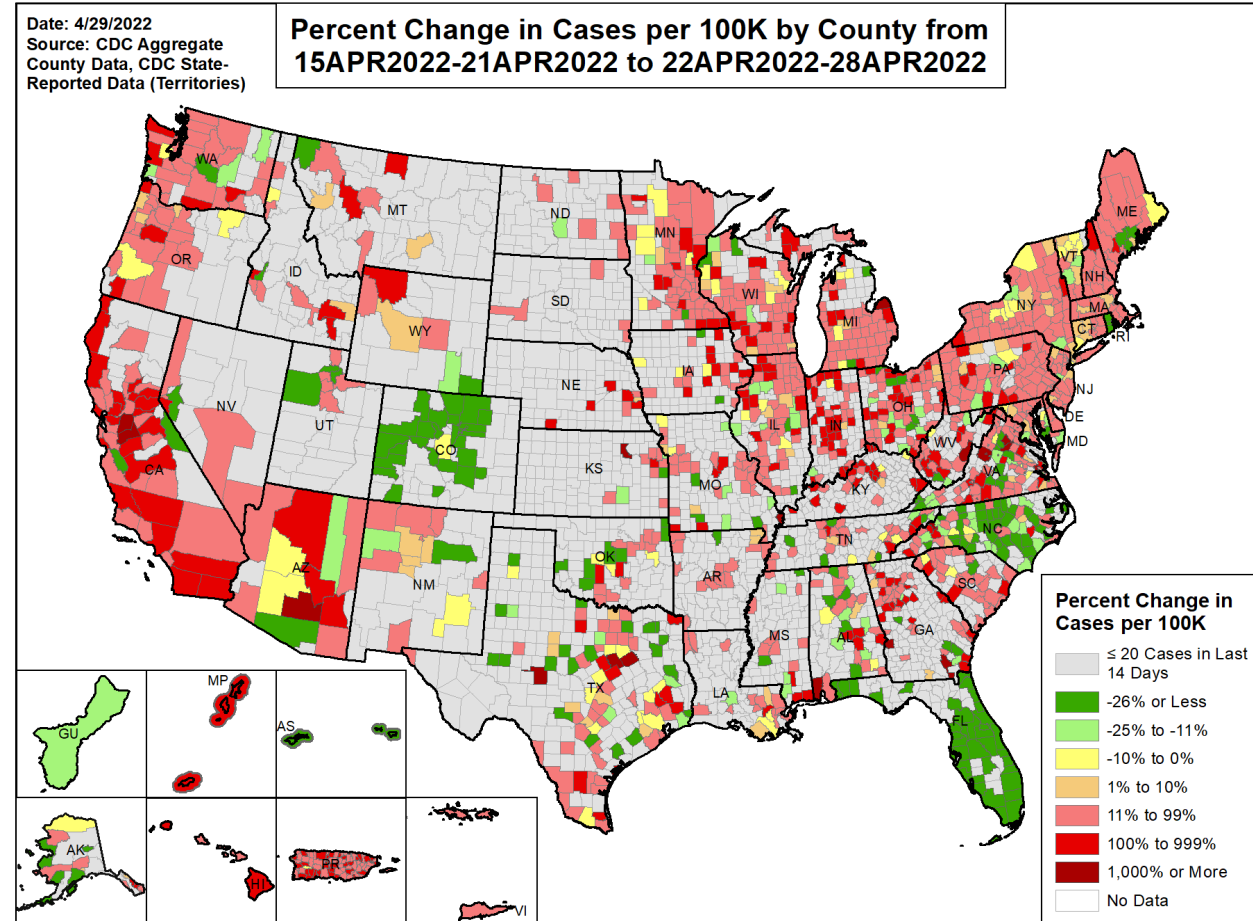 Date: 4/29/2022
Source: CDC Aggregate
County Data, CDC State-
Reported Data (Territories)
Percent Change in Cases per 100K by County from
15APR2022-21APR2022 to 22APR2022-28APR2022
WA
MT
ND
MN
ME
OR
ID
SD
WI
VT
NH
NY
MA
WY
MI
CT
RI
IA
PA
NE
NJ
NV
UT
IL
IN
OH
DE
CO
WV
MD
CA
KS
MO
VA
KY
OK
TN
NC
AZ
NM
AR
SC
MS
AL
GA
TX
LA
FL
GU
MP
AS
AK
HI
PR
VI
Percent Change in
Cases per 100K
≤ 20 Cases in Last
14 Days
-26% or Less
-25% to -11%
-10% to 0%
1% to 10%
11% to 99%
100% to 999%
1,000% or More
No Data